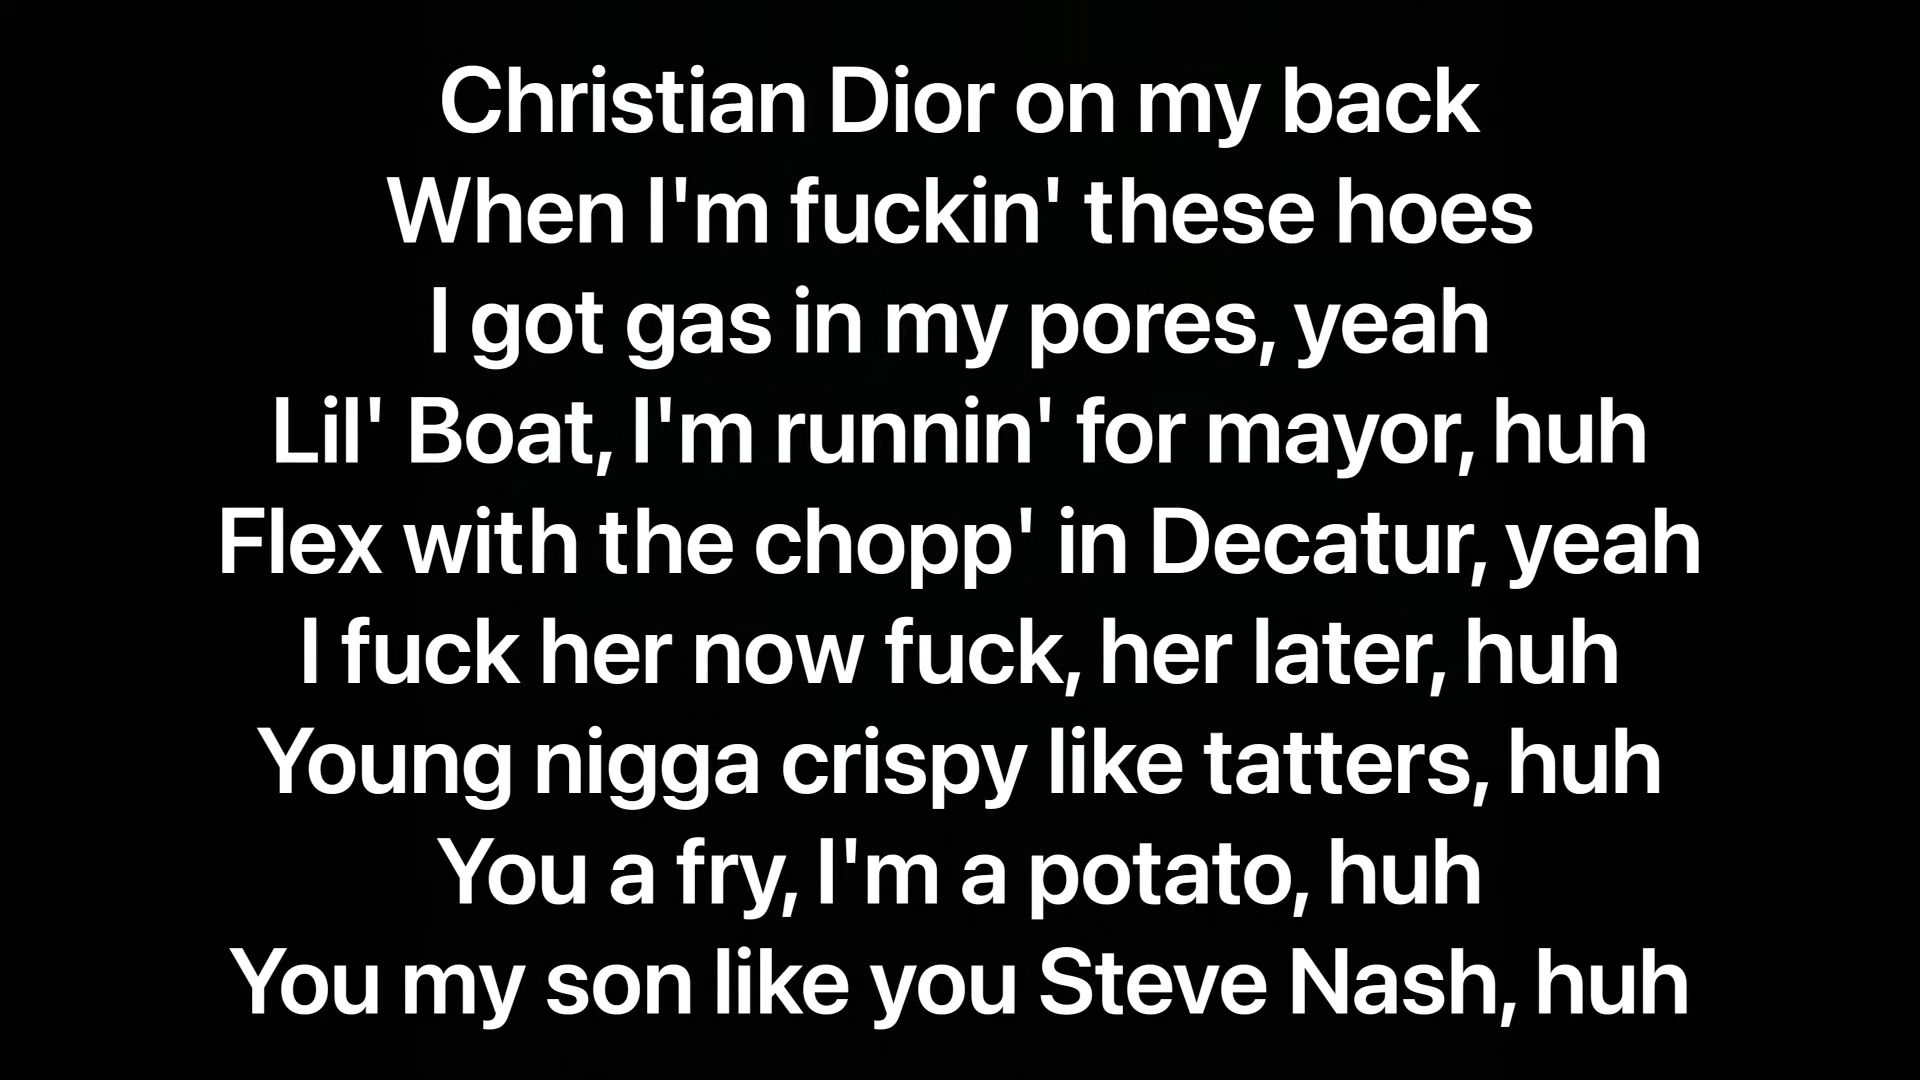 Christian Dior on my back
When I'm fuckin' these hoes
I got gas in my pores, yeah
Lil' Boat, I'm runnin' for mayor, huh
Flex with the chopp' in Decatur, yeah
I fuck her now fuck, her later, huh
Young nigga crispy like tatters, huh
You a fry, I'm a potato, huh
You my son like you Steve Nash, huh